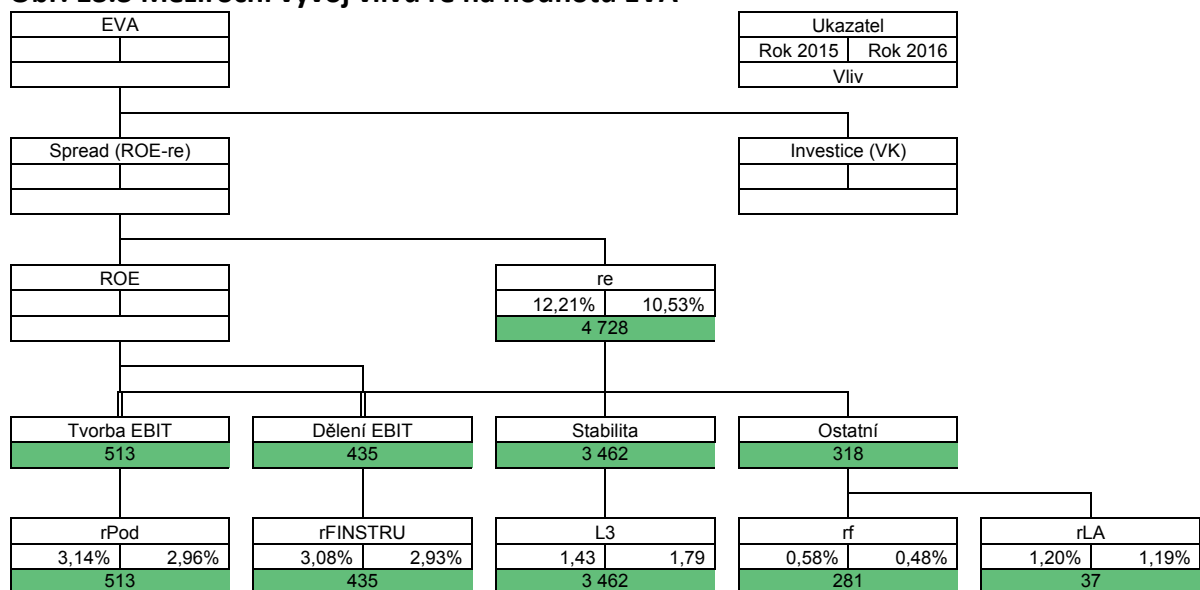 EVA
Ukazatel
Rok 2015 Rok 2016
Vliv
Spread (ROE-re)
Investice (VK)
ROE
re
12,21% 10,53%
4 728
Tvorba EBIT
513
Dělení EBIT
435
Stabilita
3 462
Ostatní
318
rPod
3,14% 2,96%
513
rFINSTRU
3,08% 2,93%
435
L3
1,43 1,79
3 462
rf
0,58% 0,48%
281
rLA
1,20% 1,19%
37